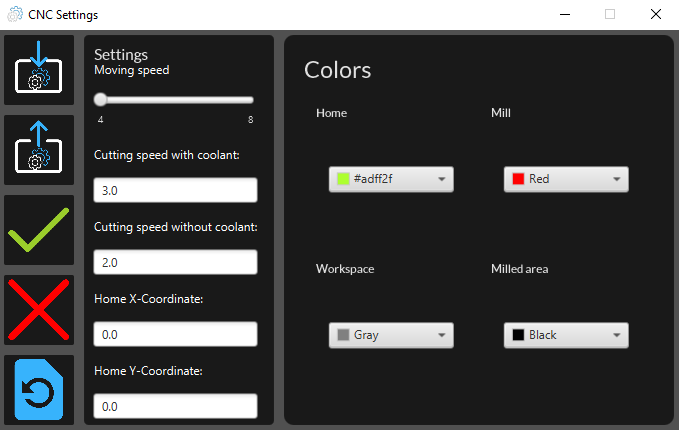 CNC Settings
Settings
Moving speed
4 8
Cutting speed with coolant:
3.0
Cutting speed without coolant:
2.0
Home X-Coordinate:
0.0
Home Y-Coordinate:
0.0
Colors
Home Mill
#adff2f Red
Workspace Milled area
Gray Black